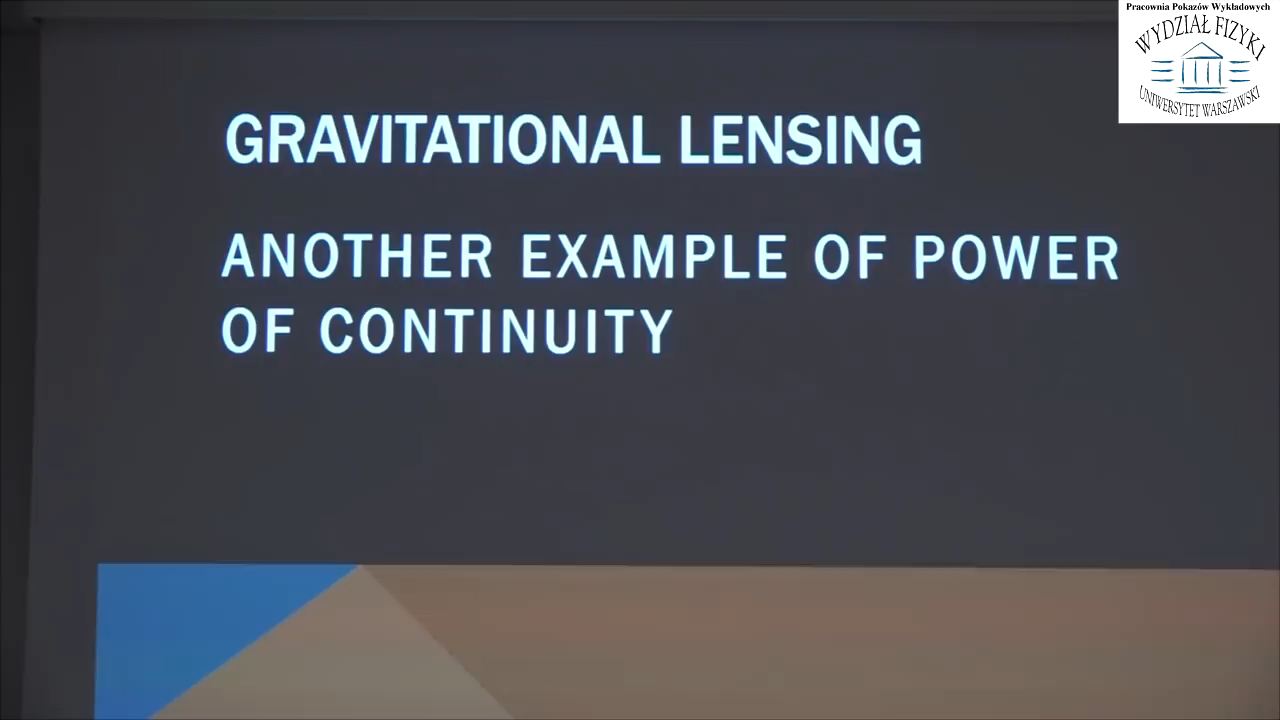 Pracownia Pokazów Wykładowych
WYDZIAŁ FIZYKI
UNIWERSYTET WARSZAWSKI
GRAVITATIONAL LENSING
ANOTHER EXAMPLE OF POWER
OF CONTINUITY